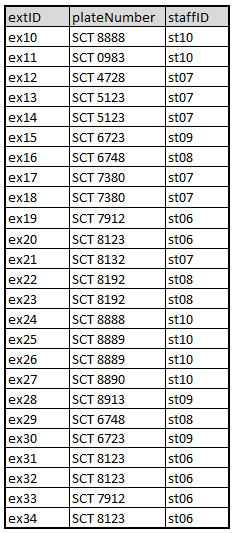 extID plateNumber staffID
ex10 SCT 8888 st10
ex11 SCT 0983 st10
ex12 SCT 4728 st07
ex13 SCT 5123 st07
ex14 SCT 5123 st07
ex15 SCT 6723 st09
ex16 SCT 6748 st08
ex17 SCT 7380 st07
ex18 SCT 7380 st07
ex19 SCT 7912 st06
ex20 SCT 8123 st06
ex21 SCT 8132 st07
ex22 SCT 8192 st08
ex23 SCT 8192 st08
ex24 SCT 8888 st10
ex25 SCT 8889 st10
ex26 SCT 8889 st10
ex27 SCT 8890 st10
ex28 SCT 8913 st09
ex29 SCT 6748 st08
ex30 SCT 6723 st09
ex31 SCT 8123 st06
ex32 SCT 8123 st06
ex33 SCT 7912 st06
ex34 SCT 8123 st06